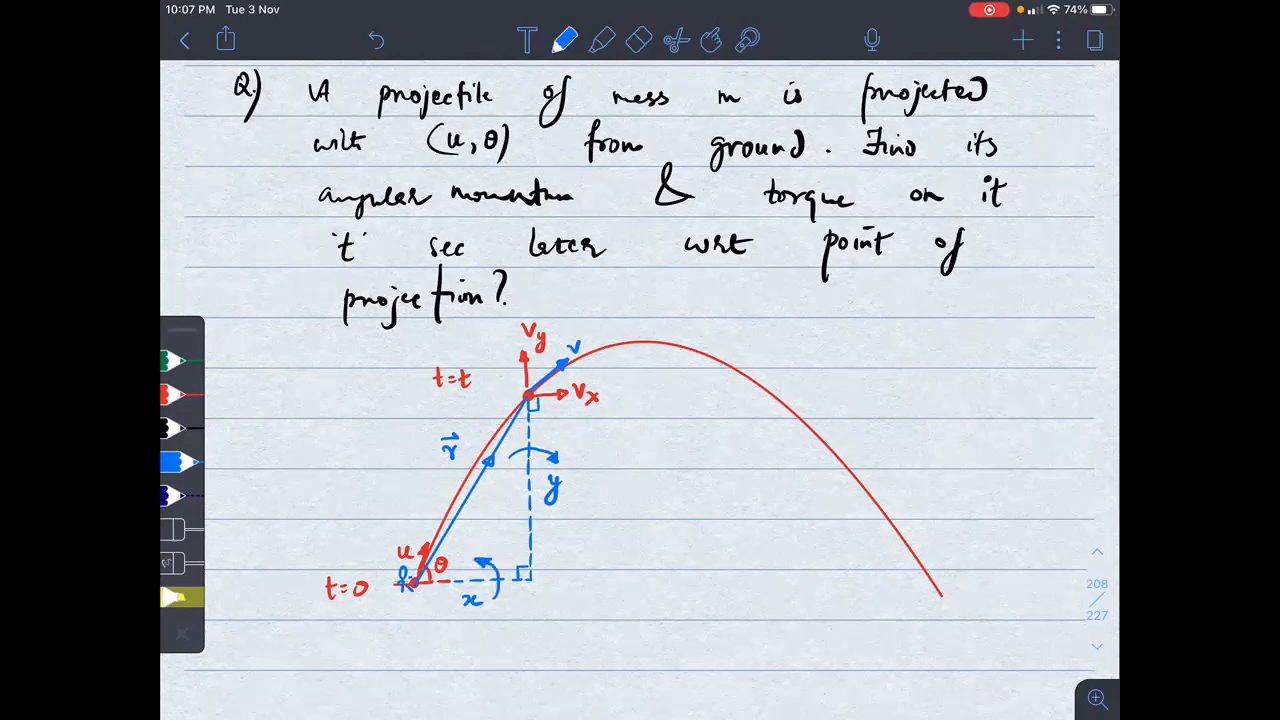 10:07 PM Tue 3 Nov
74%
Q) A projectile of mass m is projected
with (u, θ) from ground. Find its
angular momentum & torque on it
't' sec later wrt point of
projection?
Vy
v
t=t
Vx
r
y
u
θ
t=0
x
208
227